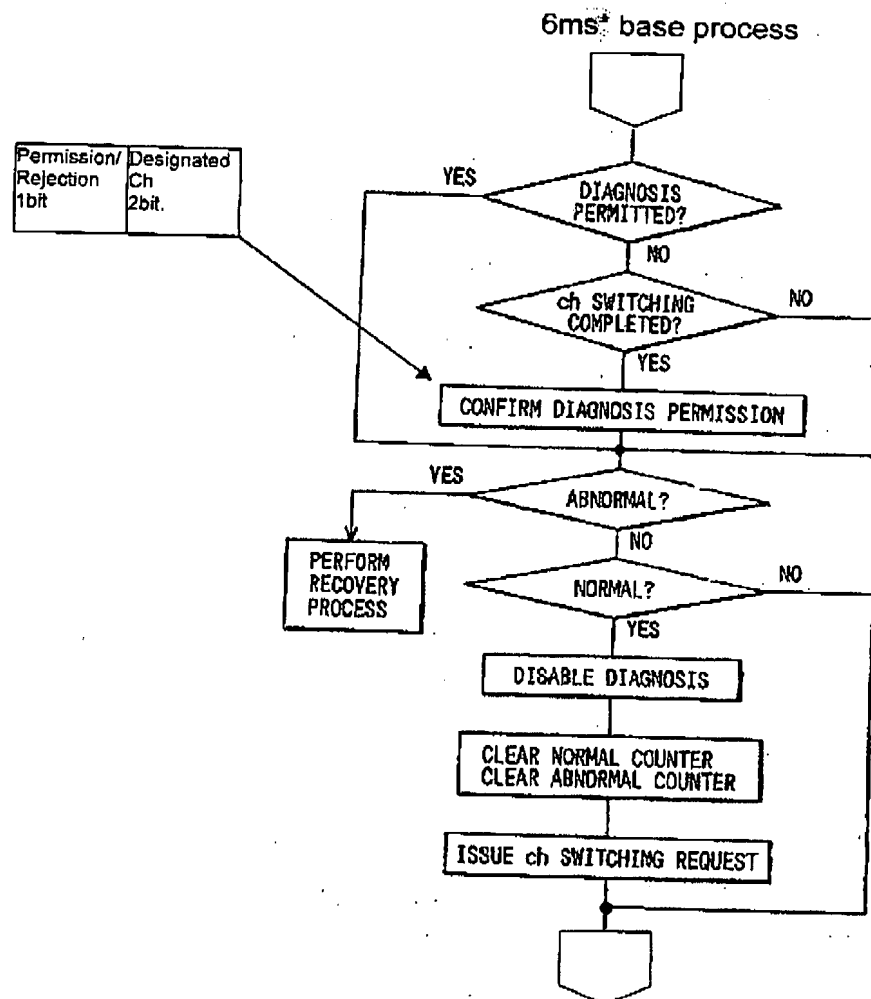 6ms* base process
Permission/
Rejection
1bit
Designated
Ch
2bit.
DIAGNOSIS
PERMITTED?
YES
NO
ch SWITCHING
COMPLETED?
NO
YES
CONFIRM DIAGNOSIS PERMISSION
ABNORMAL?
YES
NO
PERFORM
RECOVERY
PROCESS
NORMAL?
NO
YES
DISABLE DIAGNOSIS
CLEAR NORMAL COUNTER
CLEAR ABNORMAL COUNTER
ISSUE ch SWITCHING REQUEST